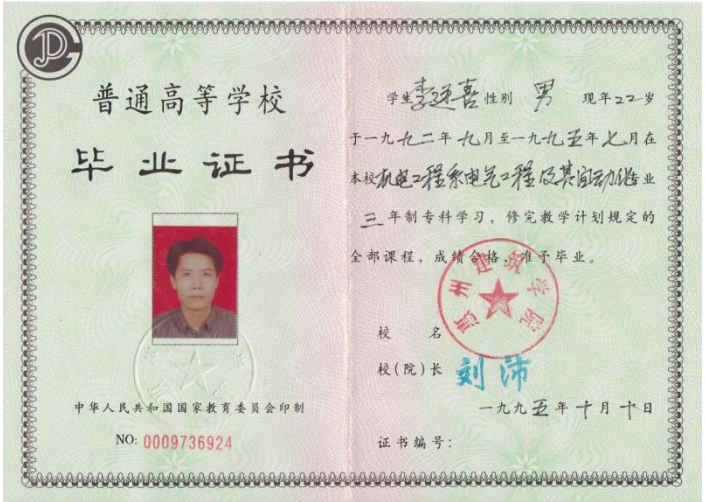 普通高等学校
毕业证书
中华人民共和国国家教育委员会印制
NO: 0009736924
学生李廷喜性别 男 现年22岁
于一九九二年九月至一九九五年七月在
本校机电工程系电气工程及其自动化专业
三年制专科学习，修完教学计划规定的
全部课程，成绩合格，准予毕业。
惠州建筑学院
校 名
校(院)长 刘沛
一九九五年十月十日
证书编号：